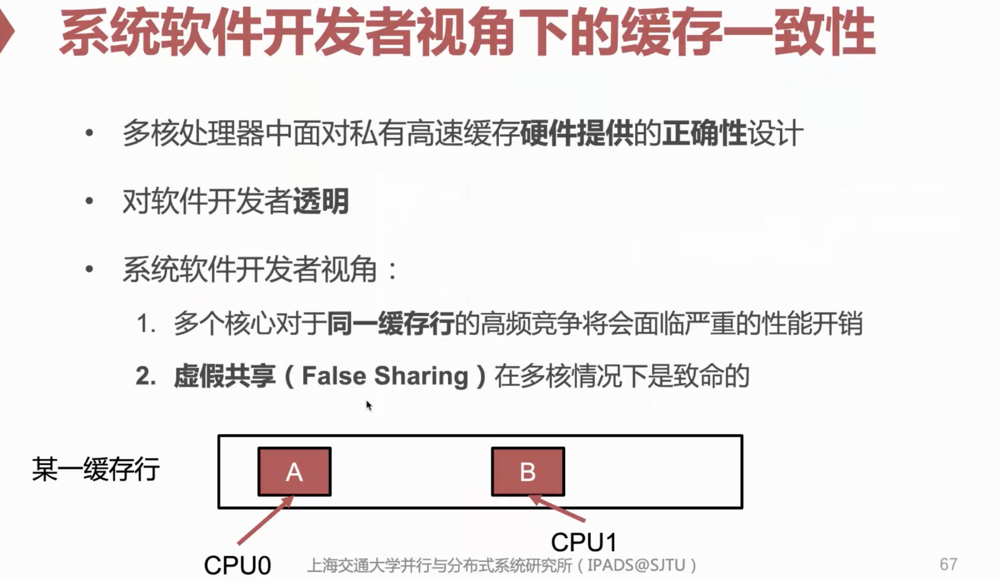 系统软件开发者视角下的缓存一致性
• 多核处理器中面对私有高速缓存硬件提供的正确性设计
• 对软件开发者透明
• 系统软件开发者视角：
1. 多个核心对于同一缓存行的高频竞争将会面临严重的性能开销
2. 虚假共享（False Sharing）在多核情况下是致命的
某一缓存行
A
B
CPU0
CPU1
上海交通大学并行与分布式系统研究所（IPADS@SJTU）
67